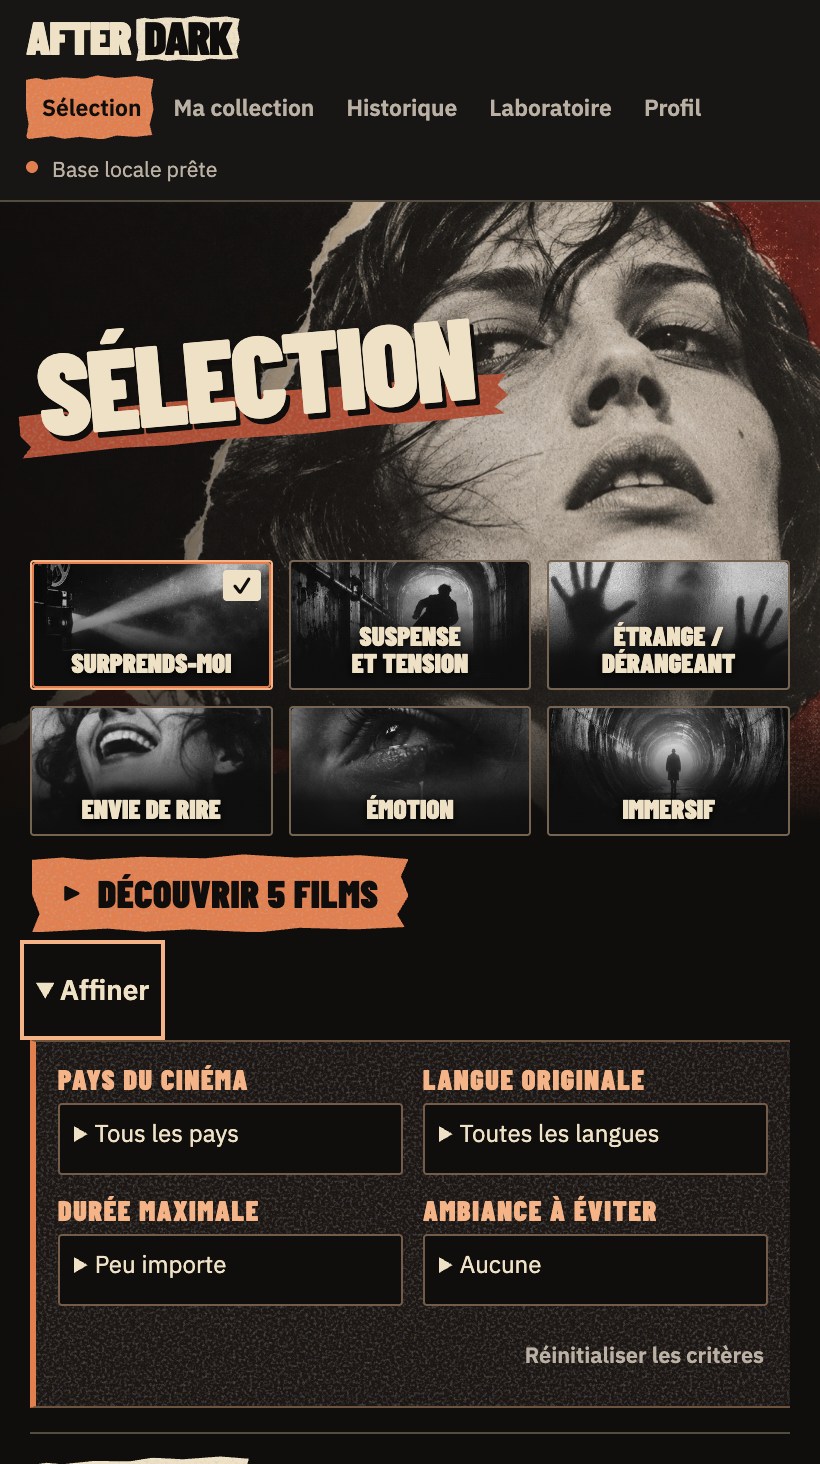 AFTER DARK
Sélection Ma collection Historique Laboratoire Profil
Base locale prête
SÉLECTION
SURPRENDS-MOI
SUSPENSE
ET TENSION
ÉTRANGE /
DÉRANGEANT
ENVIE DE RIRE
ÉMOTION
IMMERSIF
DÉCOUVRIR 5 FILMS
Affiner
PAYS DU CINÉMA
Tous les pays
LANGUE ORIGINALE
Toutes les langues
DURÉE MAXIMALE
Peu importe
AMBIANCE À ÉVITER
Aucune
Réinitialiser les critères